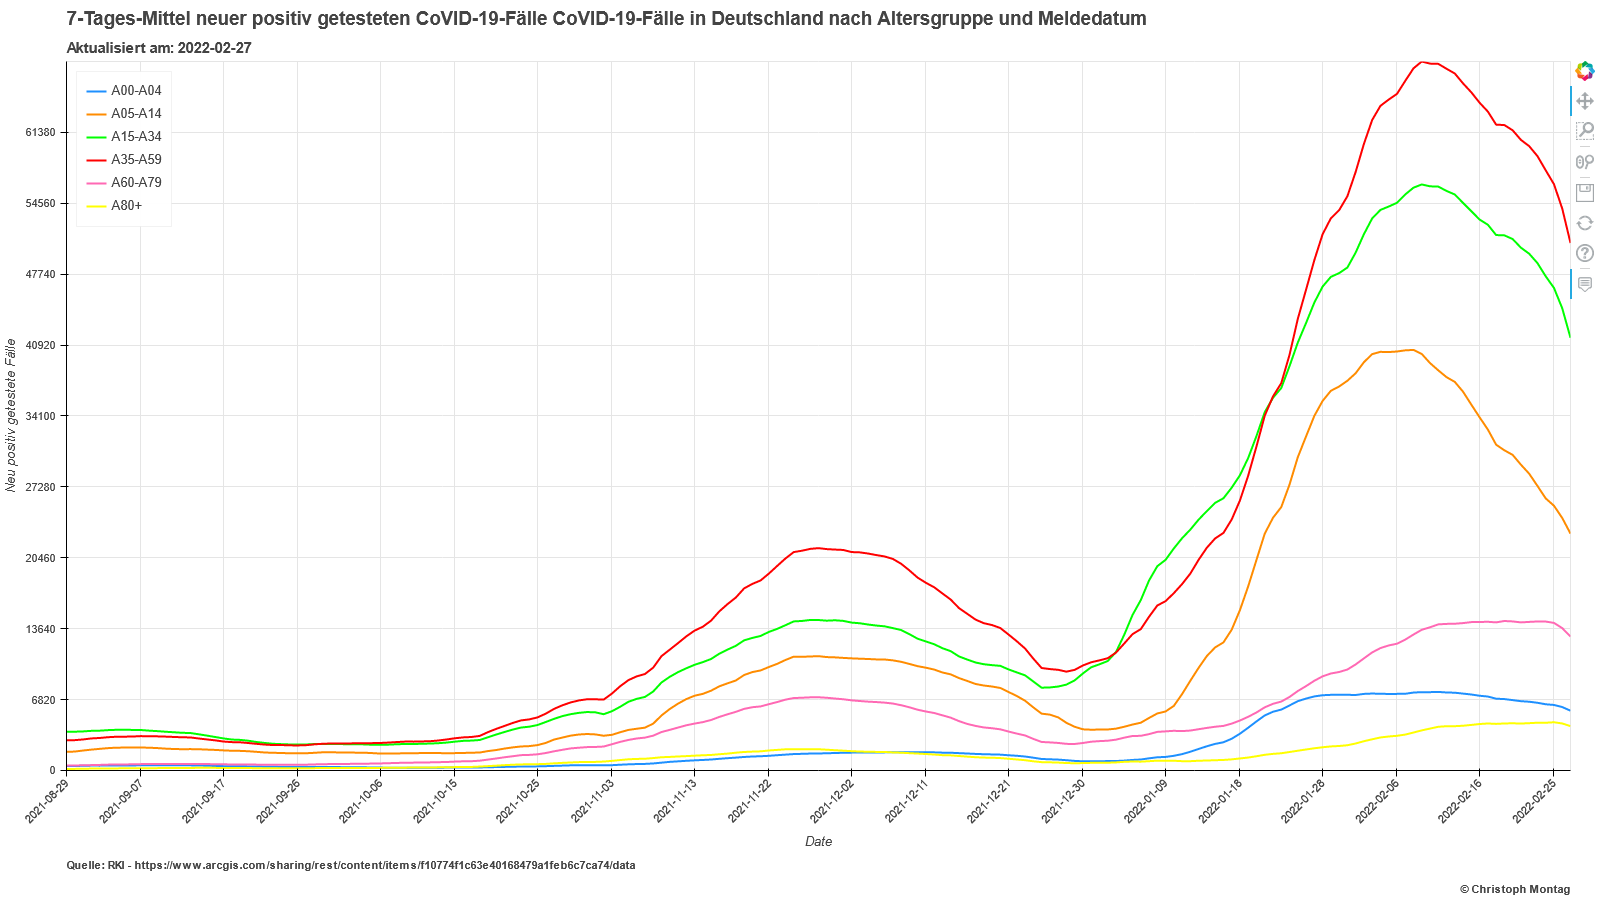 7-Tages-Mittel neuer positiv getesteten CoVID-19-Fälle CoVID-19-Fälle in Deutschland nach Altersgruppe und Meldedatum
Aktualisiert am: 2022-02-27
A00-A04
A05-A14
A15-A34
A35-A59
A60-A79
A80+
61380
54560
47740
40920
34100
27280
20460
13640
6820
0
Neu positiv getestete Fälle
2021-08-29
2021-09-07
2021-09-17
2021-09-26
2021-10-06
2021-10-15
2021-10-25
2021-11-03
2021-11-13
2021-11-22
2021-12-02
2021-12-11
2021-12-21
2021-12-30
2022-01-09
2022-01-18
2022-01-28
2022-02-06
2022-02-16
2022-02-25
Date
Quelle: RKI - https://www.arcgis.com/sharing/rest/content/items/f10774f1c63e40168479a1feb6c7ca74/data
© Christoph Montag